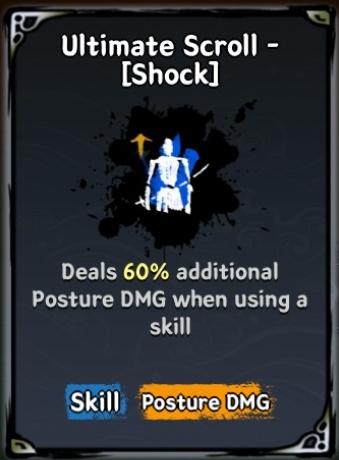 Ultimate Scroll -
[Shock]
Deals 60% additional
Posture DMG when using a
skill
Skill Posture DMG